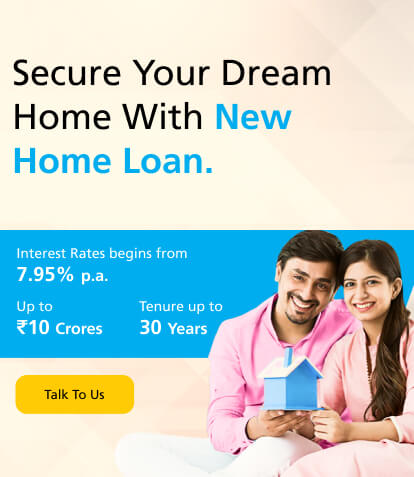 Secure Your Dream
Home With New
Home Loan.
Interest Rates begins from
7.95% p.a.
Up to
₹10 Crores
Tenure up to
30 Years
Talk To Us